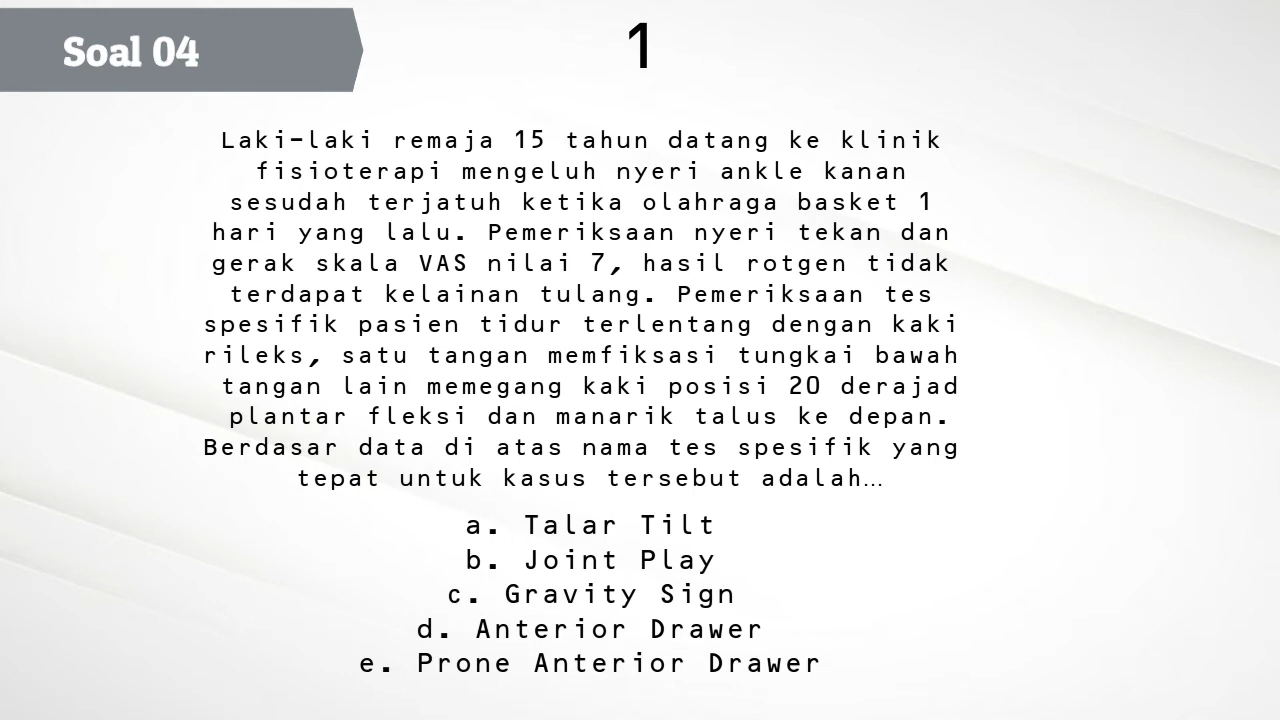 Soal 04
1
Laki-laki remaja 15 tahun datang ke klinik
fisioterapi mengeluh nyeri ankle kanan
sesudah terjatuh ketika olahraga basket 1
hari yang lalu. Pemeriksaan nyeri tekan dan
gerak skala VAS nilai 7, hasil rotgen tidak
terdapat kelainan tulang. Pemeriksaan tes
spesifik pasien tidur terlentang dengan kaki
rileks, satu tangan memfiksasi tungkai bawah
tangan lain memegang kaki posisi 20 derajad
plantar fleksi dan manarik talus ke depan.
Berdasar data di atas nama tes spesifik yang
tepat untuk kasus tersebut adalah…
a. Talar Tilt
b. Joint Play
c. Gravity Sign
d. Anterior Drawer
e. Prone Anterior Drawer